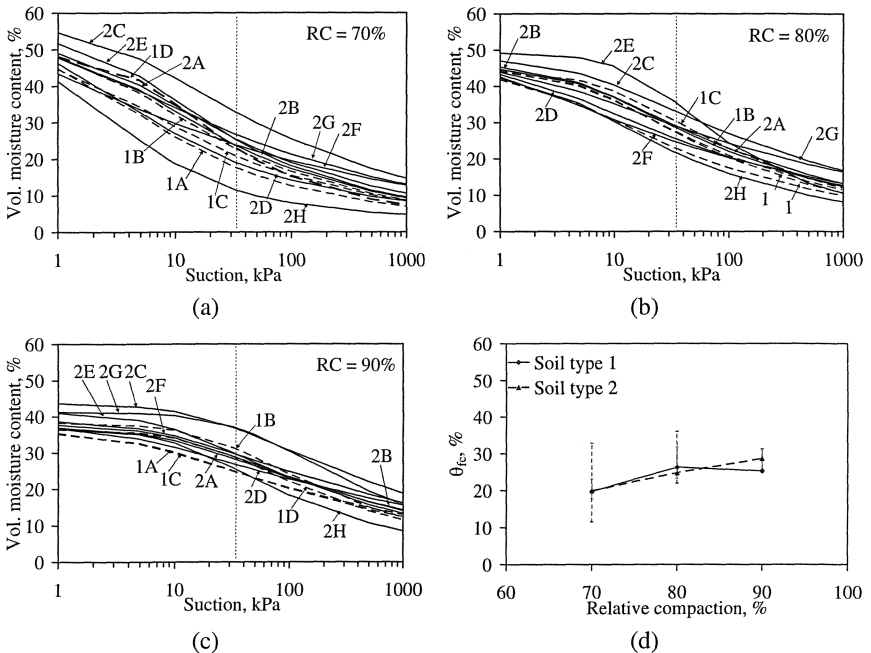 60
50
40
30
20
10
0
Vol. moisture content, %
RC = 70%
2C
2E
1D
2A
2B
2G
2F
1B
1A
1C
2D
2H
1
10
100
1000
Suction, kPa
(a)
60
50
40
30
20
10
0
Vol. moisture content, %
RC = 80%
2B
2E
2C
1C
1B
2A
2G
2D
2F
2H
1
1
1
10
100
1000
Suction, kPa
(b)
60
50
40
30
20
10
0
Vol. moisture content, %
RC = 90%
2E 2G 2C
2F
1B
2B
1A
1C
2A
2D
1D
2H
1
10
100
1000
Suction, kPa
(c)
60
50
40
30
20
10
0
θfc, %
Soil type 1
Soil type 2
60
70
80
90
100
Relative compaction, %
(d)